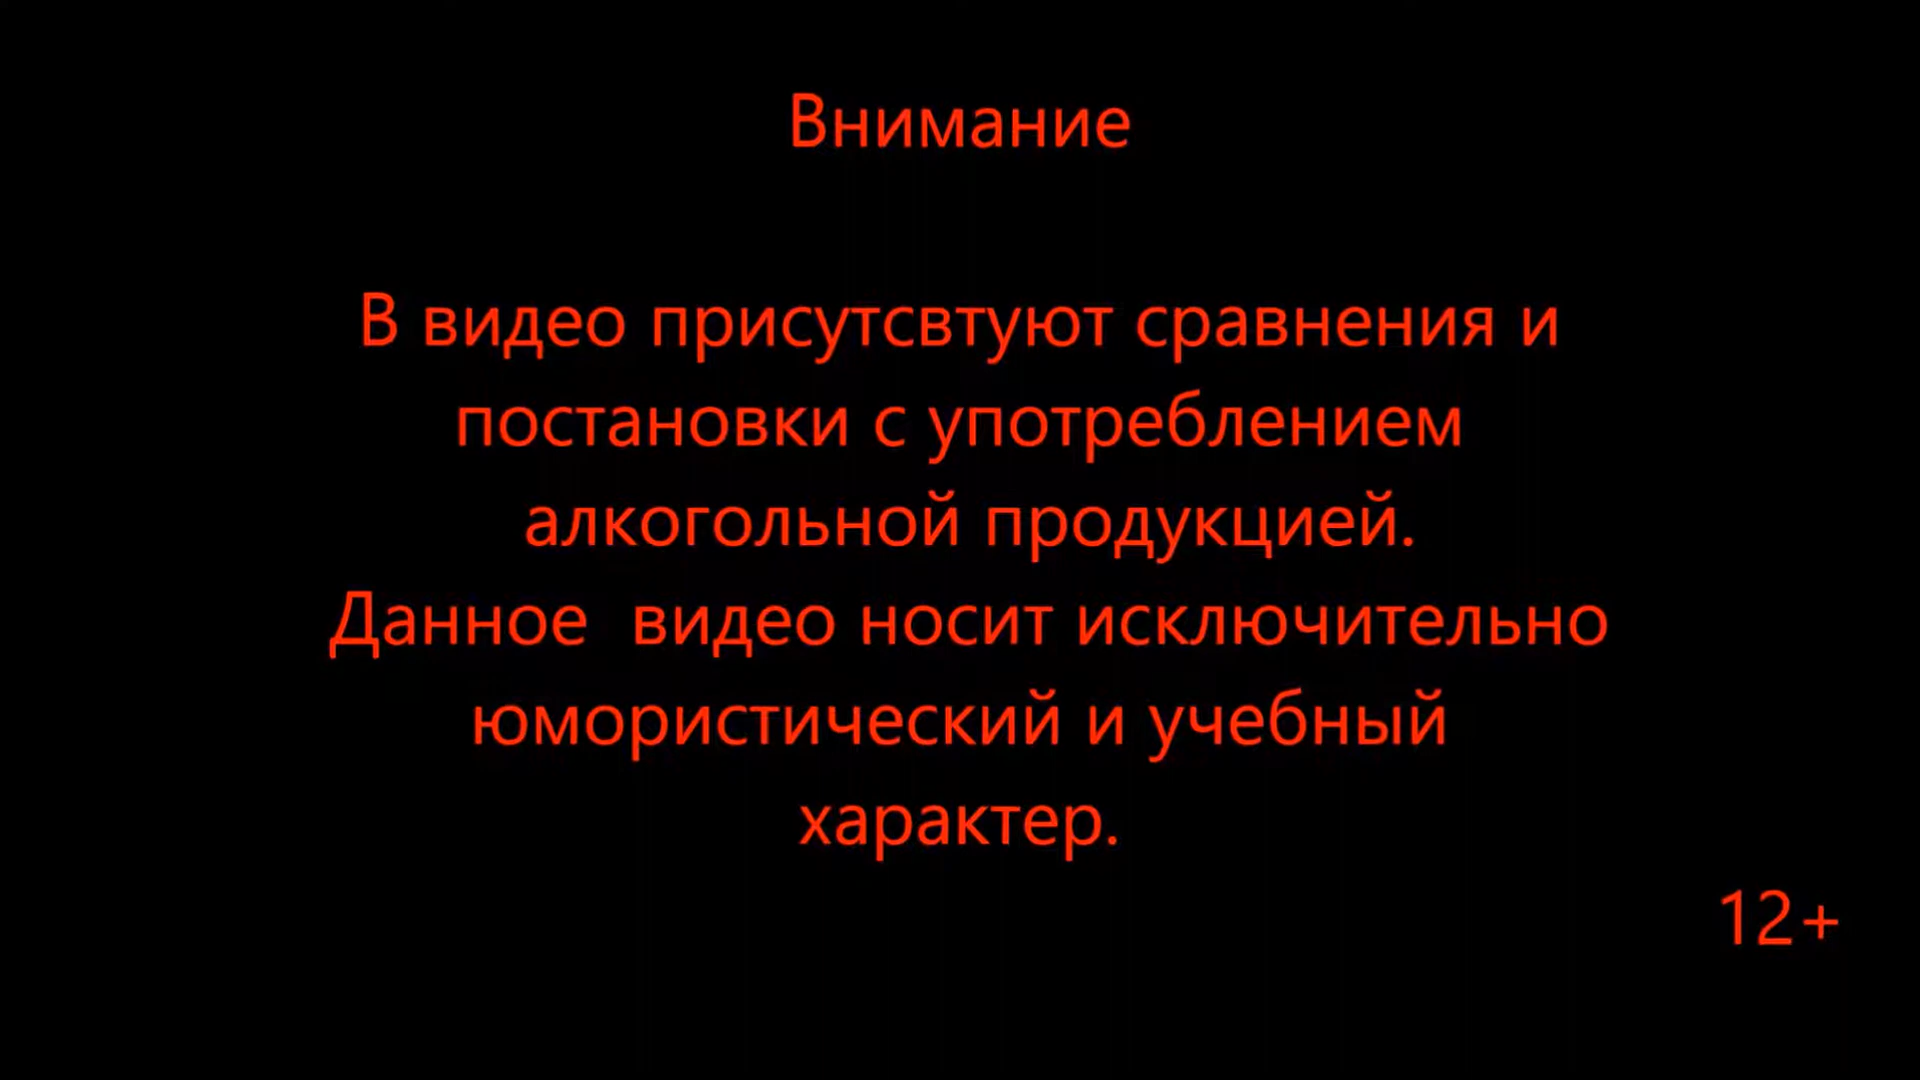 Внимание
В видео присутсвтуют сравнения и
постановки с употреблением
алкогольной продукцией.
Данное  видео носит исключительно
юмористический и учебный
характер.
12+